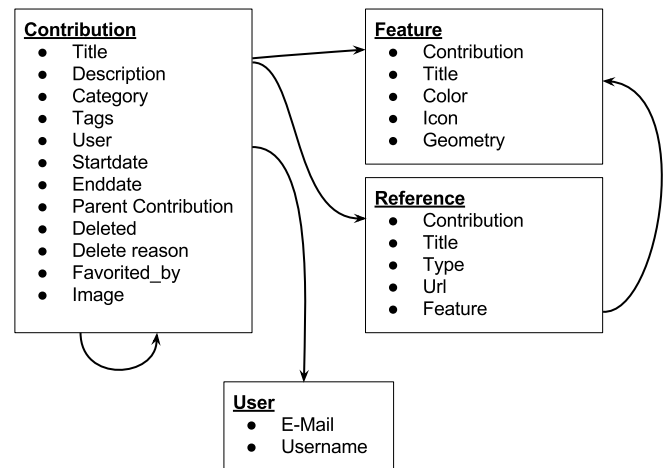 Contribution
● Title
● Description
● Category
● Tags
● User
● Startdate
● Enddate
● Parent Contribution
● Deleted
● Delete reason
● Favorited_by
● Image
Feature
● Contribution
● Title
● Color
● Icon
● Geometry
Reference
● Contribution
● Title
● Type
● Url
● Feature
User
● E-Mail
● Username